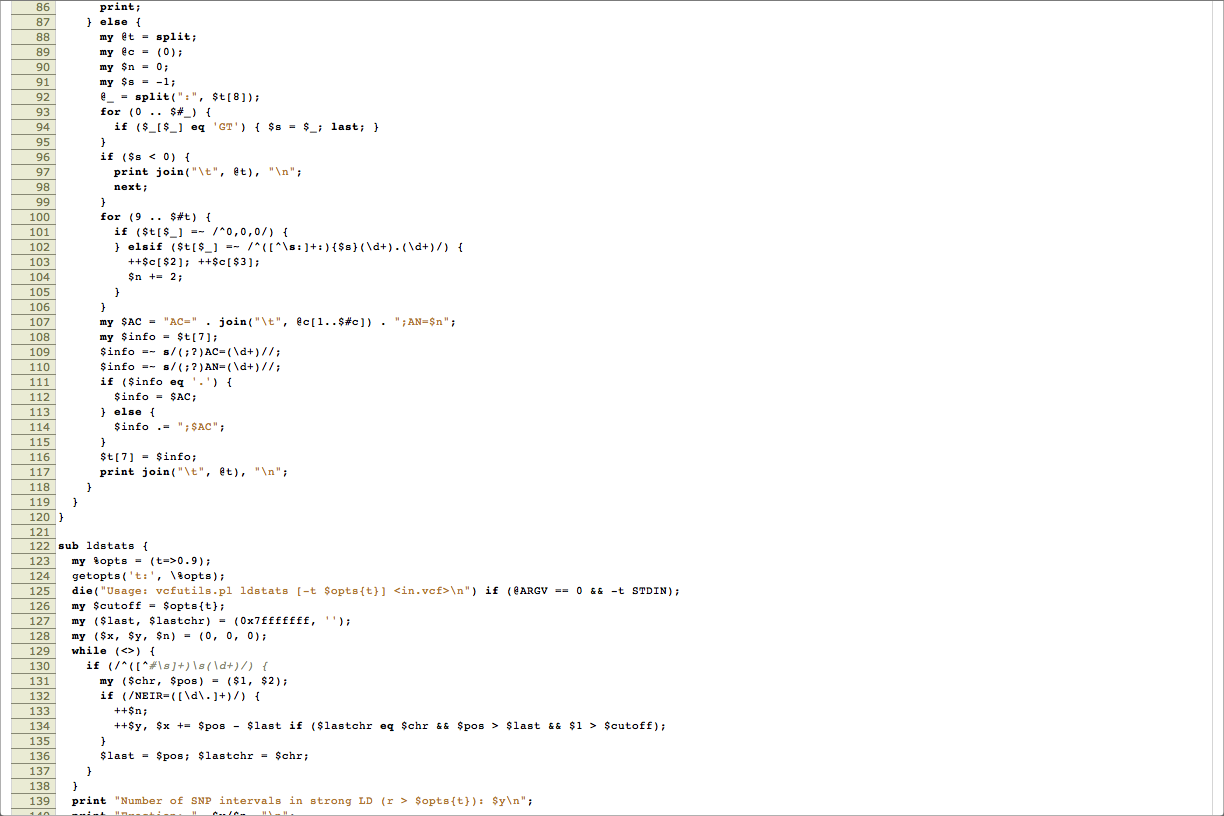 86 print;
87 } else {
88 my @t = split;
89 my @c = (0);
90 my $n = 0;
91 my $s = -1;
92 @_ = split(":", $t[8]);
93 for (0 .. $#_) {
94 if ($_[$_] eq 'GT') { $s = $_; last; }
95 }
96 if ($s < 0) {
97 print join("\t", @t), "\n";
98 next;
99 }
100 for (9 .. $#t) {
101 if ($t[$_] =~ /^0,0,0/) {
102 } elsif ($t[$_] =~ /^([^\s:]+:){$s}(\d+).(\d+)/) {
103 ++$c[$2]; ++$c[$3];
104 $n += 2;
105 }
106 }
107 my $AC = "AC=" . join("\t", @c[1..$#c]) . ";AN=$n";
108 my $info = $t[7];
109 $info =~ s/(;?)AC=(\d+)//;
110 $info =~ s/(;?)AN=(\d+)//;
111 if ($info eq '.') {
112 $info = $AC;
113 } else {
114 $info .= ";$AC";
115 }
116 $t[7] = $info;
117 print join("\t", @t), "\n";
118 }
119 }
120 }
121
122 sub ldstats {
123 my %opts = (t=>0.9);
124 getopts('t:', \%opts);
125 die("Usage: vcfutils.pl ldstats [-t $opts{t}] <in.vcf>\n") if (@ARGV == 0 && -t STDIN);
126 my $cutoff = $opts{t};
127 my ($last, $lastchr) = (0x7fffffff, '');
128 my ($x, $y, $n) = (0, 0, 0);
129 while (<>) {
130 if (/^([^#\s]+)\s(\d+)/) {
131 my ($chr, $pos) = ($1, $2);
132 if (/NEIR=([\d\.]+)/) {
133 ++$n;
134 ++$y, $x += $pos - $last if ($lastchr eq $chr && $pos > $last && $1 > $cutoff);
135 }
136 $last = $pos; $lastchr = $chr;
137 }
138 }
139 print "Number of SNP intervals in strong LD (r > $opts{t}): $y\n";